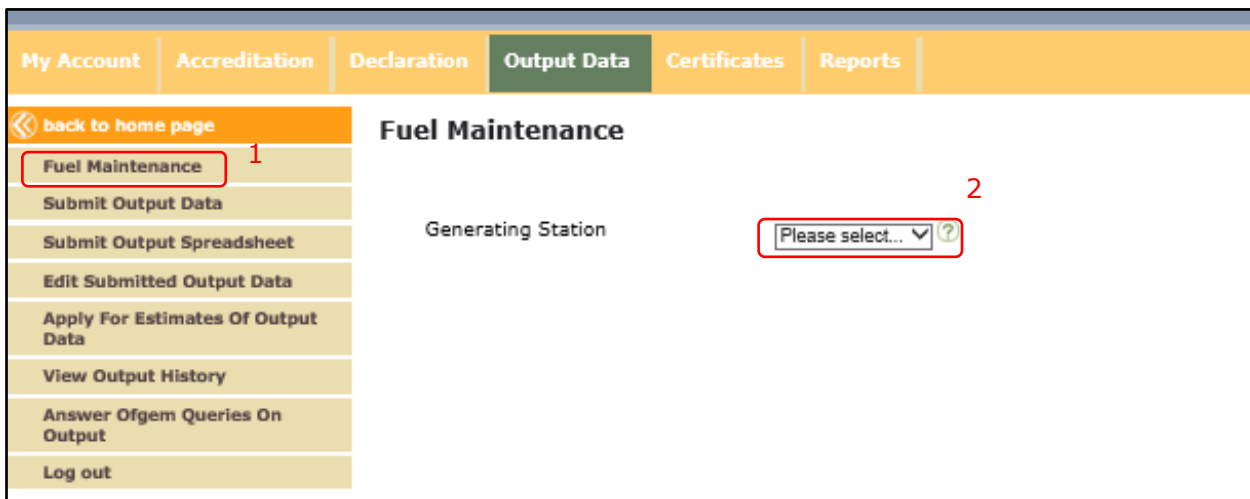 My Account Accreditation Declaration Output Data Certificates Reports
back to home page
Fuel Maintenance
1
Submit Output Data
Submit Output Spreadsheet
Edit Submitted Output Data
Apply For Estimates Of Output
Data
View Output History
Answer Ofgem Queries On
Output
Log out
Fuel Maintenance
2
Generating Station Please select... ?